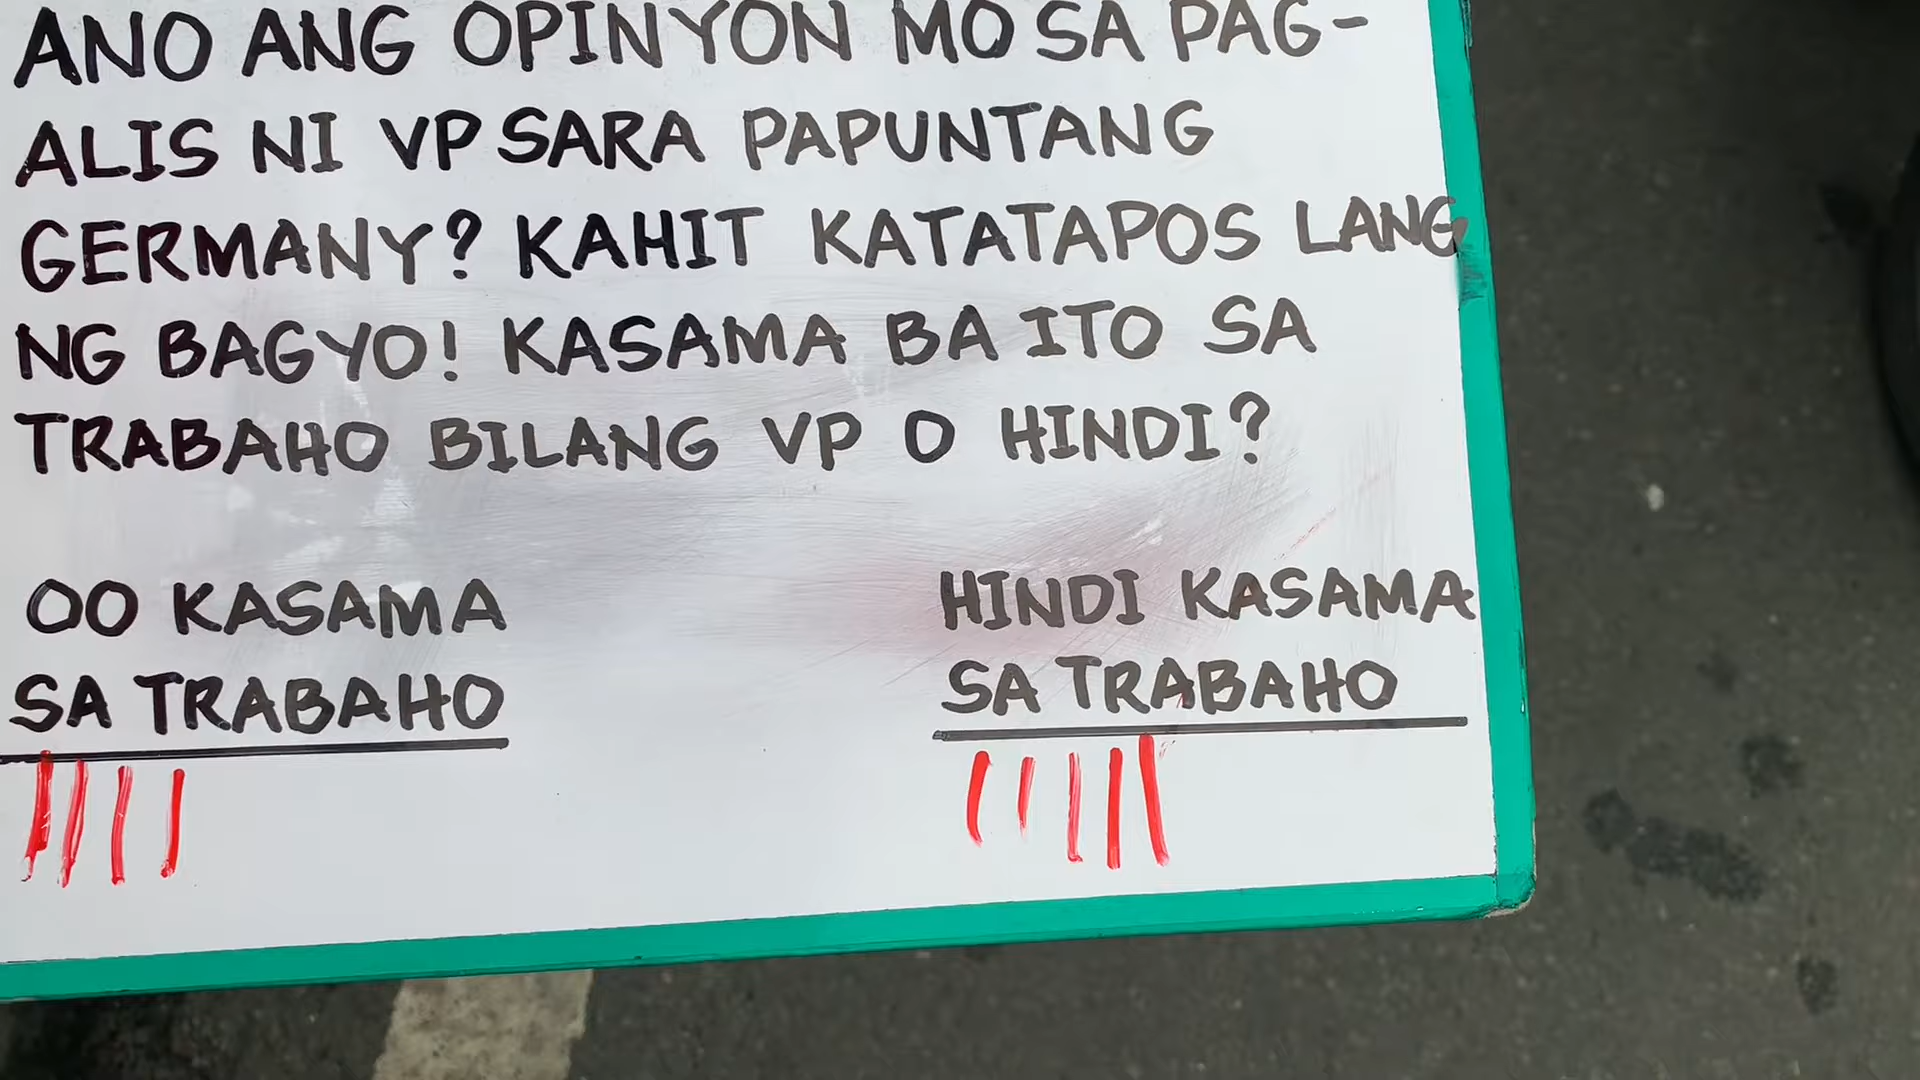 ANO ANG OPINYON MO SA PAG-
ALIS NI VP SARA PAPUNTANG
GERMANY? KAHIT KATATAPOS LANG
NG BAGYO! KASAMA BA ITO SA
TRABAHO BILANG VP O HINDI?
OO KASAMA
SA TRABAHO
HINDI KASAMA
SA TRABAHO